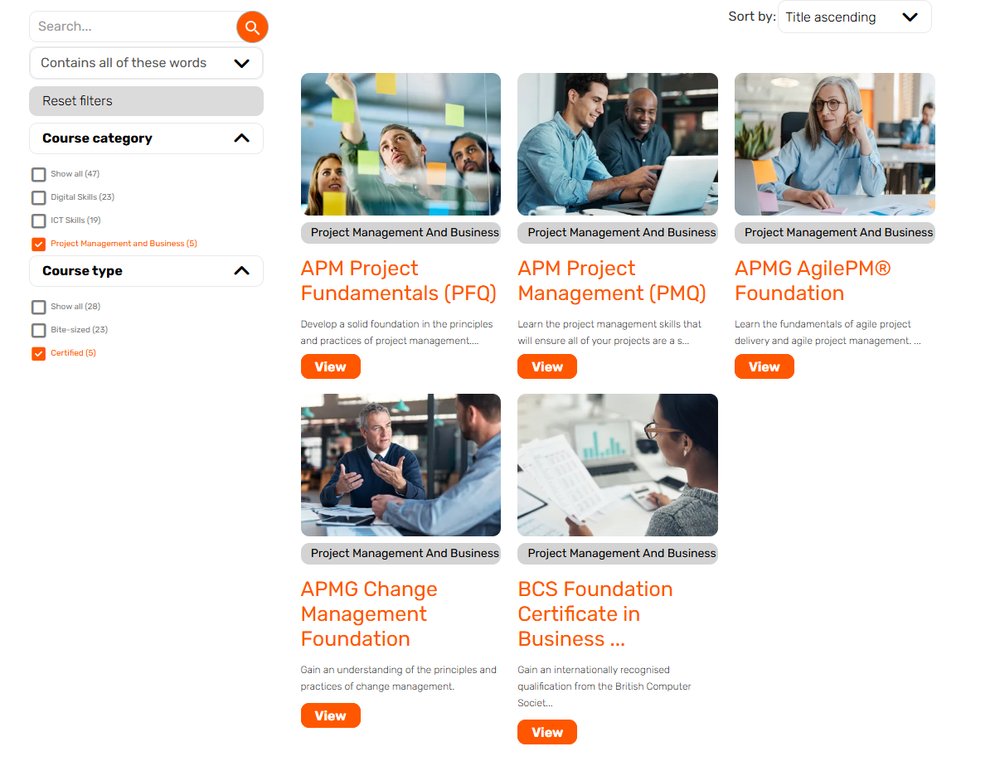 Search...
Contains all of these words
Reset filters
Course category
Show all (47)
Digital Skills (23)
ICT Skills (19)
Project Management and Business (5)
Course type
Show all (28)
Bite-sized (23)
Certified (5)
Sort by: Title ascending
Project Management And Business
APM Project
Fundamentals (PFQ)
Develop a solid foundation in the principles
and practices of project management....
View
Project Management And Business
APM Project
Management (PMQ)
Learn the project management skills that
will ensure all of your projects are a s...
View
Project Management And Business
APMG AgilePM®
Foundation
Learn the fundamentals of agile project
delivery and agile project management. ...
View
Project Management And Business
APMG Change
Management
Foundation
Gain an understanding of the principles and
practices of change management.
View
Project Management And Business
BCS Foundation
Certificate in
Business ...
Gain an internationally recognised
qualification from the British Computer
Societ...
View